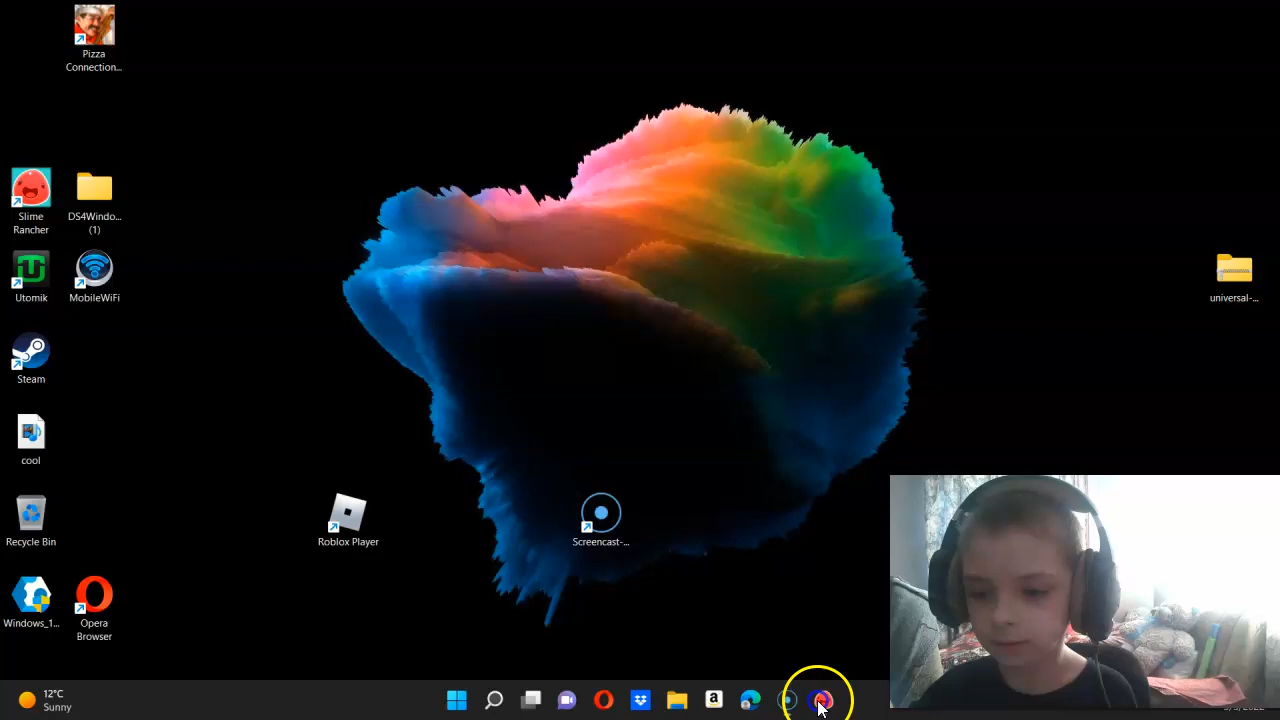 Pizza
Connection...
Slime
Rancher
DS4Windo...
(1)
Utomik
MobileWiFi
universal-...
Steam
cool
Recycle Bin
Roblox Player
Screencast-...
Windows_1...
Opera
Browser
12°C
Sunny